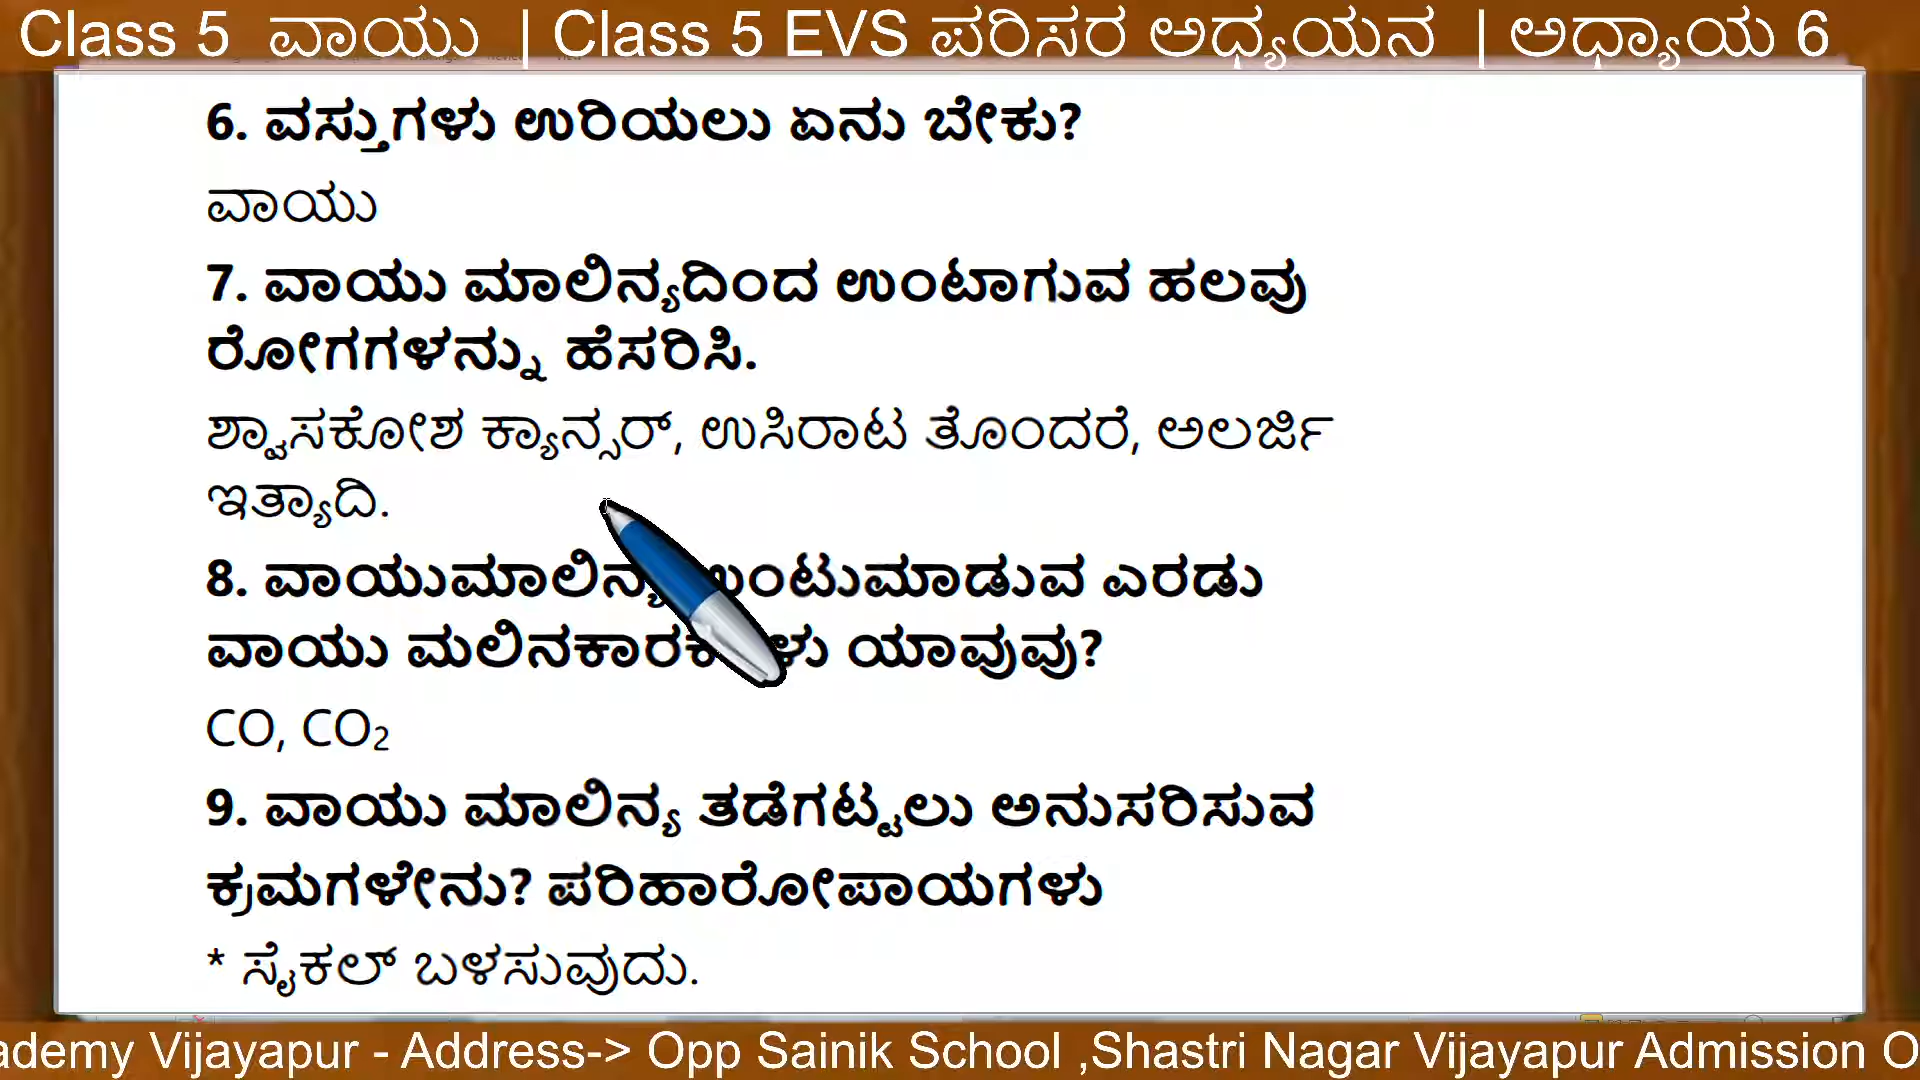 Class 5 ವಾಯು | Class 5 EVS ಪರಿಸರ ಅಧ್ಯಯನ | ಅಧ್ಯಾಯ 6
6. ವಸ್ತುಗಳು ಉರಿಯಲು ಏನು ಬೇಕು?
ವಾಯು
7. ವಾಯು ಮಾಲಿನ್ಯದಿಂದ ಉಂಟಾಗುವ ಹಲವು
ರೋಗಗಳನ್ನು ಹೆಸರಿಸಿ.
ಶ್ವಾಸಕೋಶ ಕ್ಯಾನ್ಸರ್, ಉಸಿರಾಟ ತೊಂದರೆ, ಅಲರ್ಜಿ
ಇತ್ಯಾದಿ.
8. ವಾಯುಮಾಲಿನ್ಯ ಉಂಟುಮಾಡುವ ಎರಡು
ವಾಯು ಮಲಿನಕಾರಕಗಳು ಯಾವುವು?
CO, CO₂
9. ವಾಯು ಮಾಲಿನ್ಯ ತಡೆಗಟ್ಟಲು ಅನುಸರಿಸುವ
ಕ್ರಮಗಳೇನು? ಪರಿಹಾರೋಪಾಯಗಳು
* ಸೈಕಲ್ ಬಳಸುವುದು.
ademy Vijayapur - Address-> Opp Sainik School ,Shastri Nagar Vijayapur Admission O